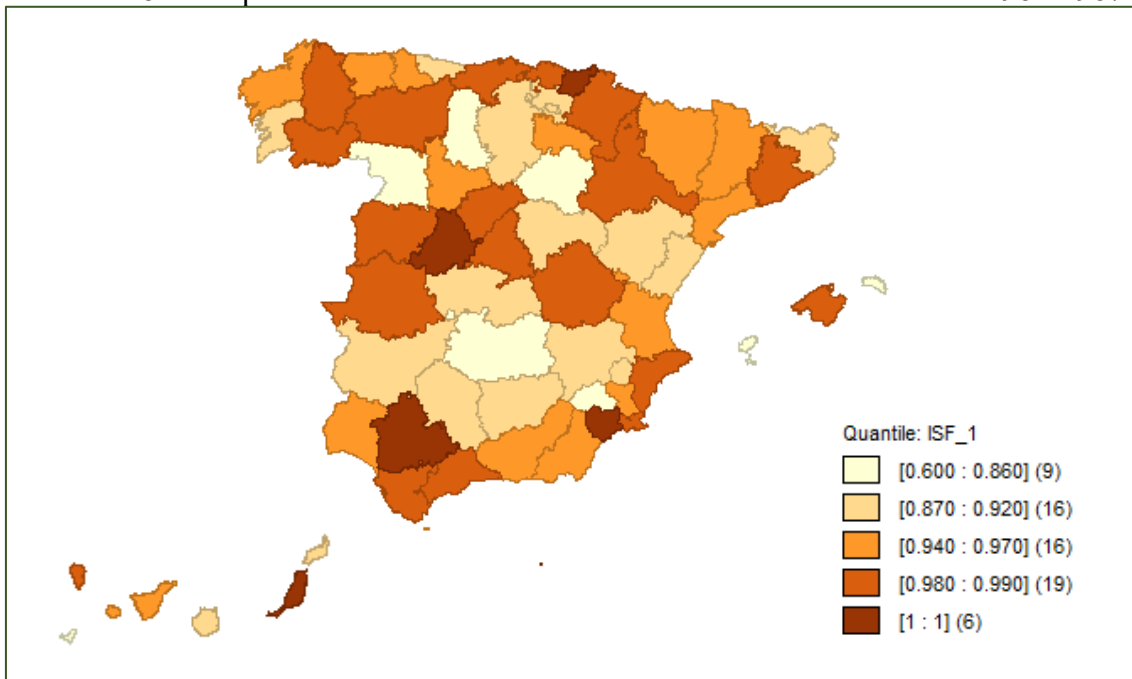 Quantile: ISF_1
[0.600 : 0.860] (9)
[0.870 : 0.920] (16)
[0.940 : 0.970] (16)
[0.980 : 0.990] (19)
[1 : 1] (6)